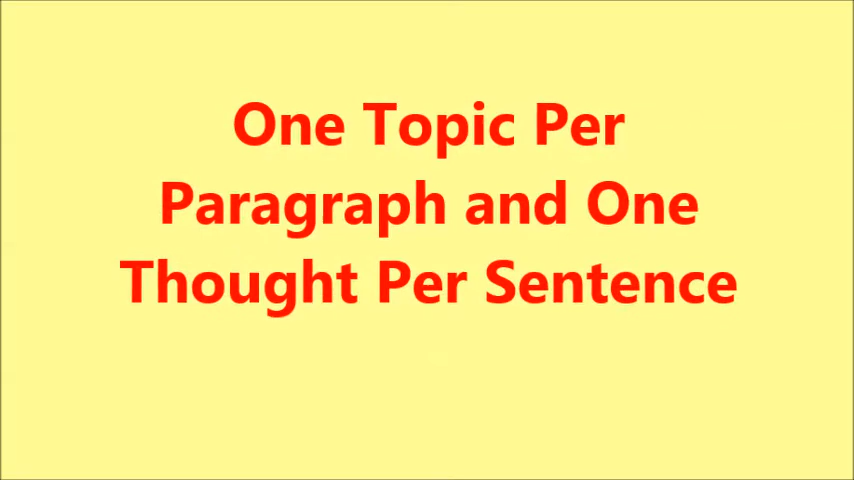 One Topic Per
Paragraph and One
Thought Per Sentence